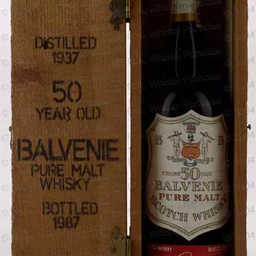 DISTILLED
1937
50
YEAR OLD
BALVENIE
PURE MALT
WHISKY
BOTTLED
1987
B B
YEARS 50 OLD
BALVENIE
PURE MALT
SCOTCH WHISKY